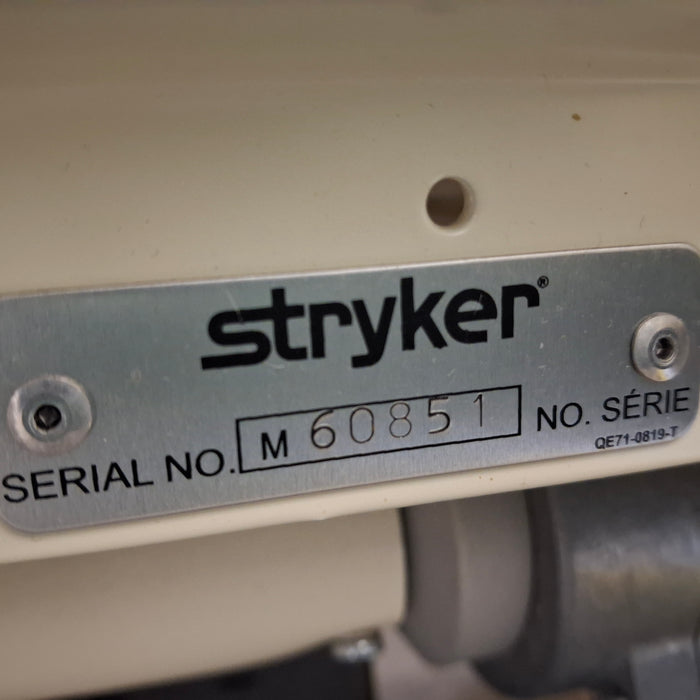 stryker®
SERIAL NO. M 60851 NO. SÉRIE
QE71-0819-T